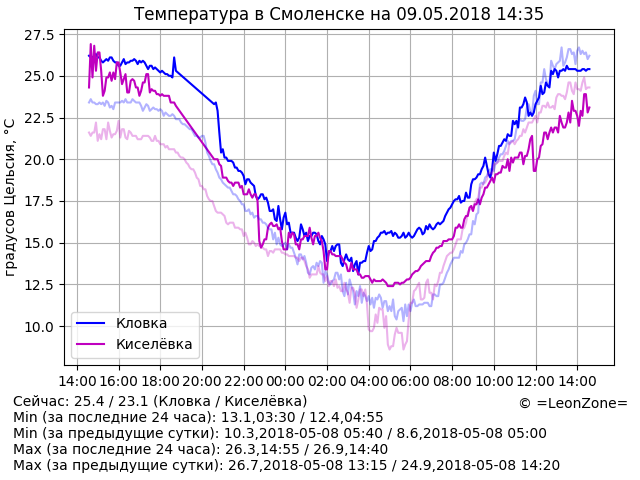 Температура в Смоленске на 09.05.2018 14:35
27.5
25.0
22.5
20.0
17.5
15.0
12.5
10.0
градусов Цельсия, °C
Кловка
Киселёвка
14:00 16:00 18:00 20:00 22:00 00:00 02:00 04:00 06:00 08:00 10:00 12:00 14:00
© =LeonZone=
Сейчас: 25.4 / 23.1 (Кловка / Киселёвка)
Min (за последние 24 часа): 13.1,03:30 / 12.4,04:55
Min (за предыдущие сутки): 10.3,2018-05-08 05:40 / 8.6,2018-05-08 05:00
Max (за последние 24 часа): 26.3,14:55 / 26.9,14:40
Max (за предыдущие сутки): 26.7,2018-05-08 13:15 / 24.9,2018-05-08 14:20